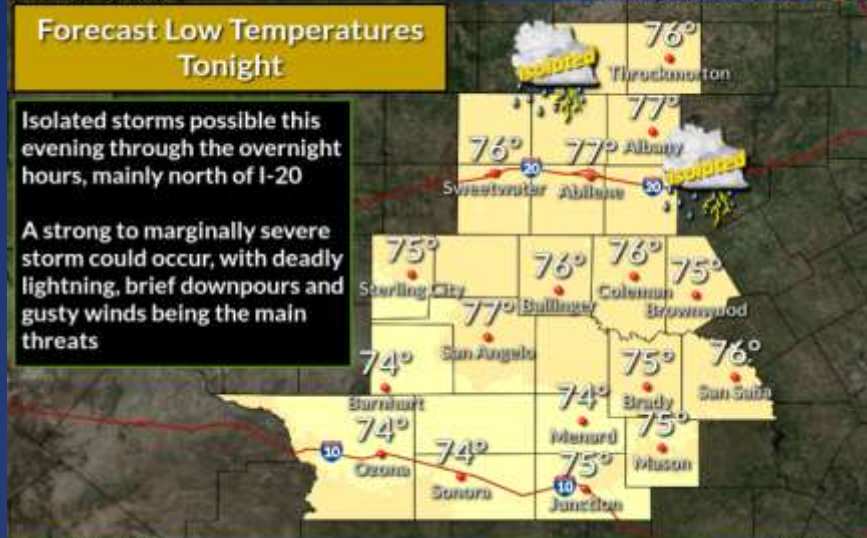 Forecast Low Temperatures
Tonight
Isolated storms possible this
evening through the overnight
hours, mainly north of I-20
A strong to marginally severe
storm could occur, with deadly
lightning, brief downpours and
gusty winds being the main
threats
Isolated
76°
Throckmorton
77°
Albany
Isolated
76°
Sweetwater
20
77°
Abilene
20
75°
Sterling City
76°
Ballinger
76°
Coleman
75°
Brownwood
77°
San Angelo
74°
Barnhart
75°
Brady
76°
San Saba
74°
Menard
75°
Mason
10
74°
Ozona
74°
Sonora
10
75°
Junction